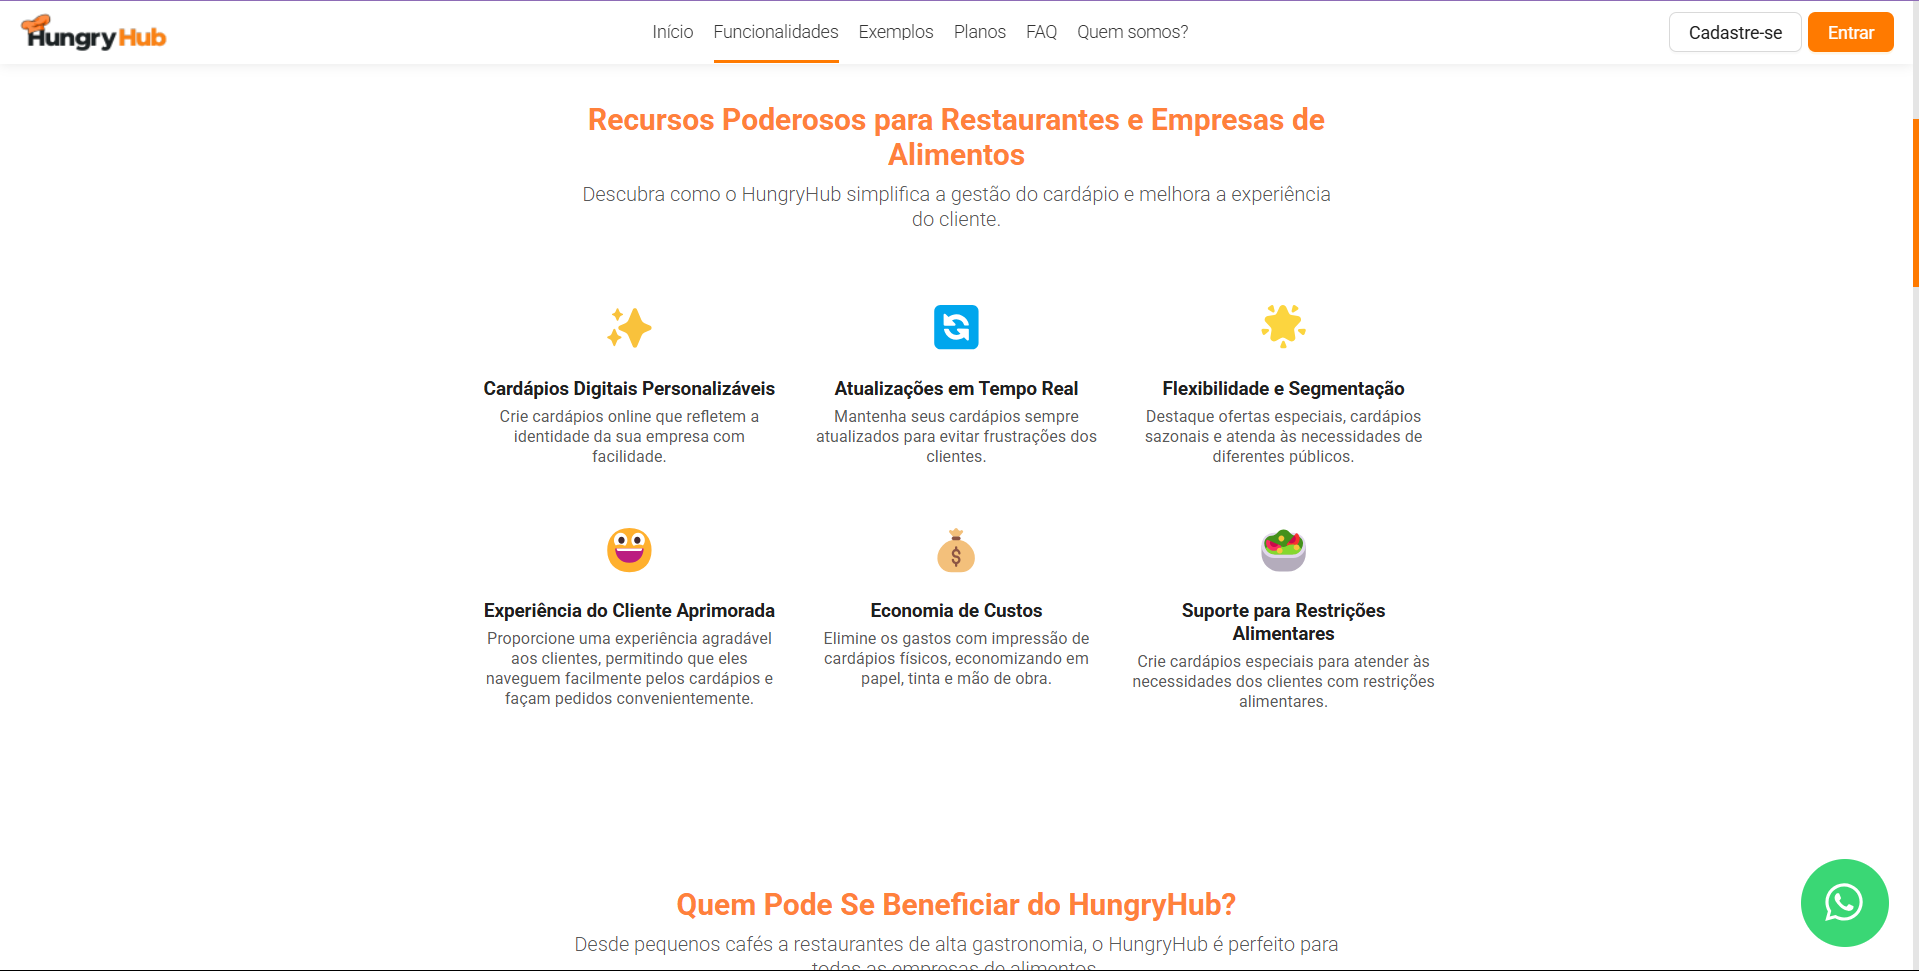 HungryHub
Início Funcionalidades Exemplos Planos FAQ Quem somos?
Cadastre-se Entrar
Recursos Poderosos para Restaurantes e Empresas de
Alimentos
Descubra como o HungryHub simplifica a gestão do cardápio e melhora a experiência
do cliente.
Cardápios Digitais Personalizáveis
Crie cardápios online que refletem a
identidade da sua empresa com
facilidade.
Atualizações em Tempo Real
Mantenha seus cardápios sempre
atualizados para evitar frustrações dos
clientes.
Flexibilidade e Segmentação
Destaque ofertas especiais, cardápios
sazonais e atenda às necessidades de
diferentes públicos.
Experiência do Cliente Aprimorada
Proporcione uma experiência agradável
aos clientes, permitindo que eles
naveguem facilmente pelos cardápios e
façam pedidos convenientemente.
$
Economia de Custos
Elimine os gastos com impressão de
cardápios físicos, economizando em
papel, tinta e mão de obra.
Suporte para Restrições
Alimentares
Crie cardápios especiais para atender às
necessidades dos clientes com restrições
alimentares.
Quem Pode Se Beneficiar do HungryHub?
Desde pequenos cafés a restaurantes de alta gastronomia, o HungryHub é perfeito para
todas as empresas de alimentos.